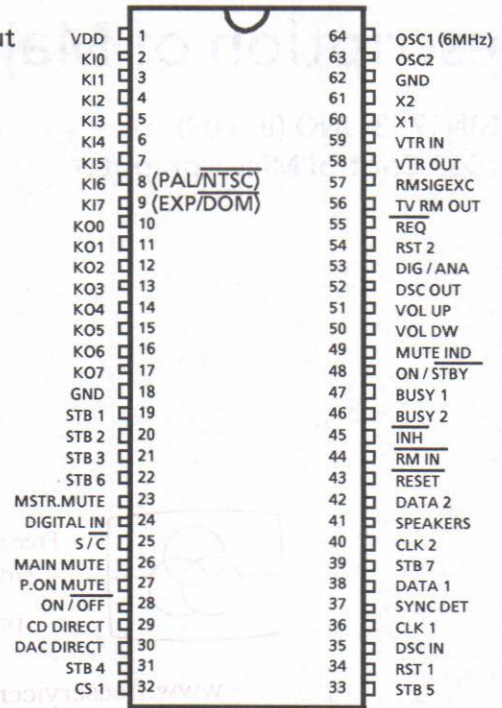 ut
VDD 64 OSC1 (6MHz)
KI0 2 63 OSC2
KI1 3 62 GND
KI2 4 61 X2
KI3 5 60 X1
KI4 6 59 VTR IN
KI5 7 58 VTR OUT
KI6 8 (PAL/NTSC) 57 RMSIGEXC
KI7 9 (EXP/DOM) 56 TV RM OUT
KO0 10 55 REQ
KO1 11 54 RST 2
KO2 12 53 DIG / ANA
KO3 13 52 DSC OUT
KO4 14 51 VOL UP
KO5 15 50 VOL DW
KO6 16 49 MUTE IND
KO7 17 48 ON / STBY
GND 18 47 BUSY 1
STB 1 19 46 BUSY 2
STB 2 20 45 INH
STB 3 21 44 RM IN
STB 6 22 43 RESET
MSTR.MUTE 23 42 DATA 2
DIGITAL IN 24 41 SPEAKERS
S / C 25 40 CLK 2
MAIN MUTE 26 39 STB 7
P.ON MUTE 27 38 DATA 1
ON / OFF 28 37 SYNC DET
CD DIRECT 29 36 CLK 1
DAC DIRECT 30 35 DSC IN
STB 4 31 34 RST 1
CS 1 32 33 STB 5